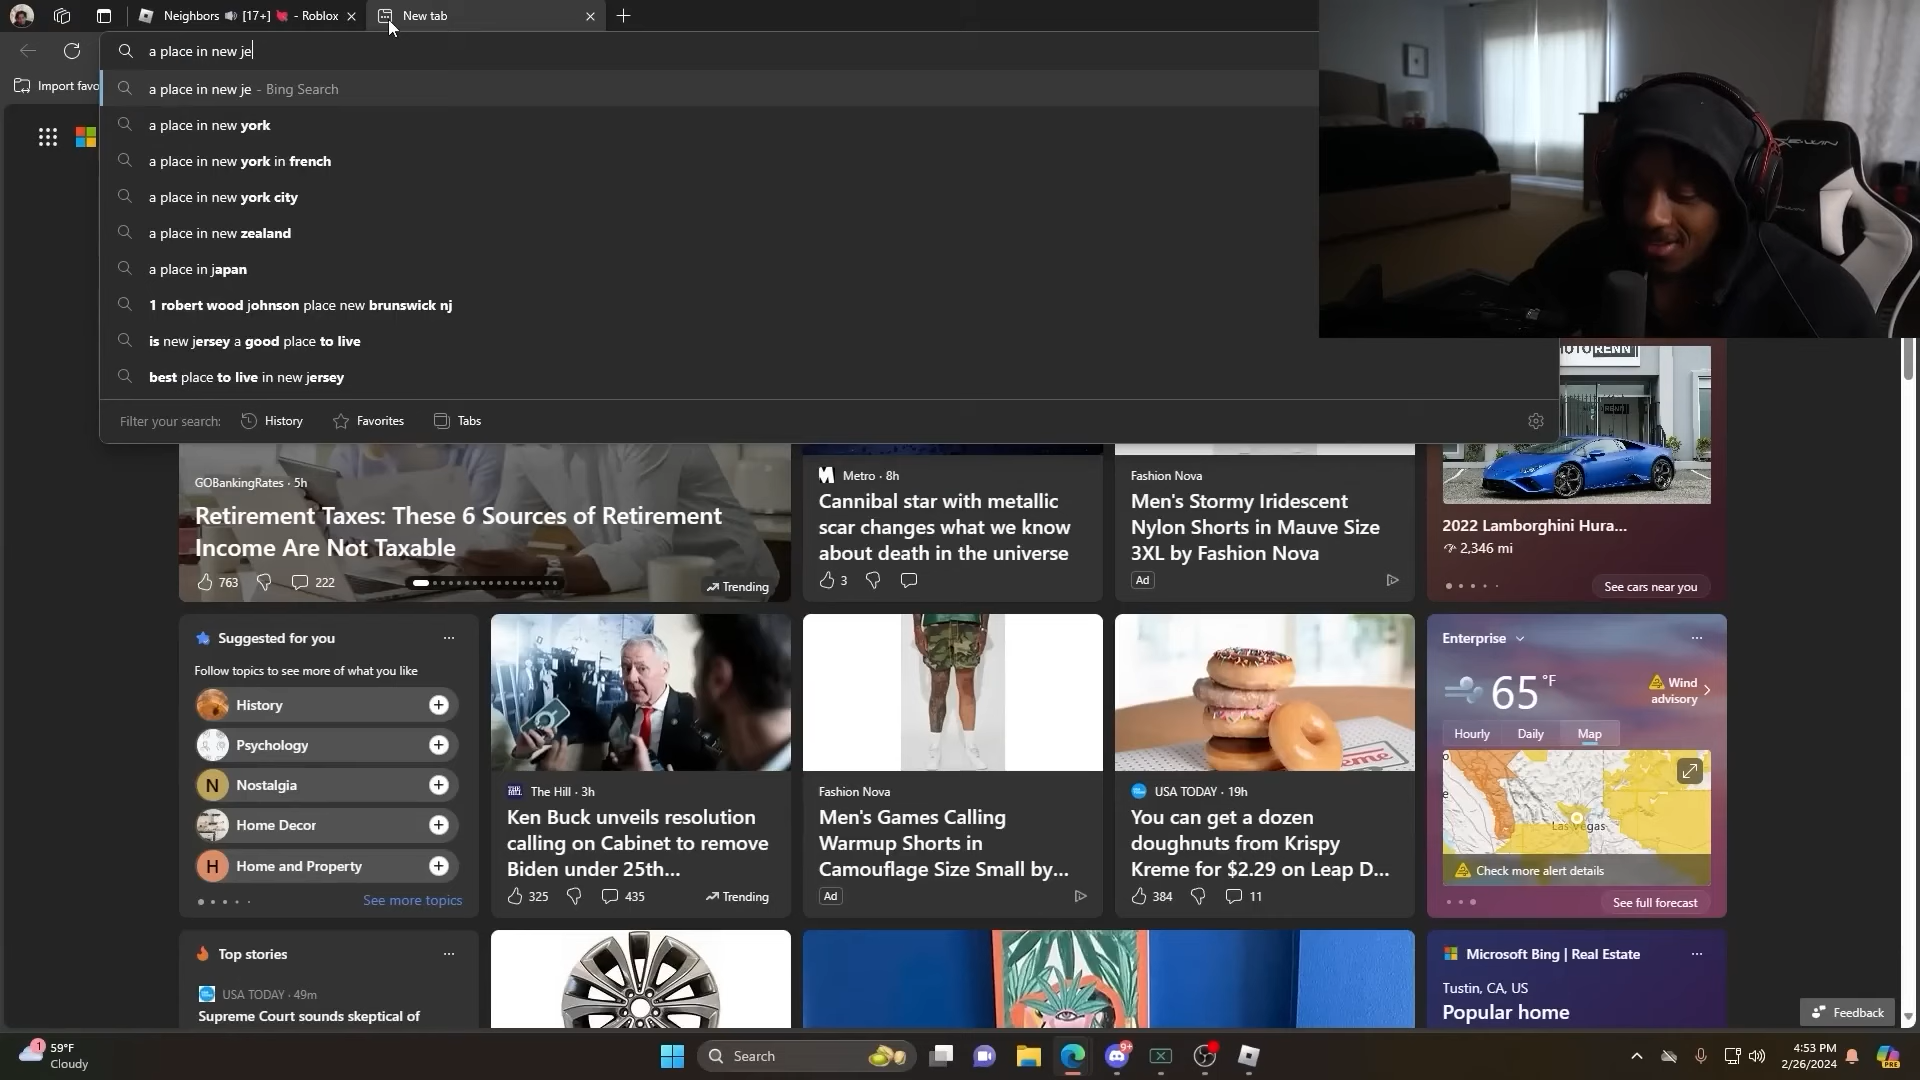 Neighbors 🔊 [17+] 💘 - Roblox
New tab
a place in new je
Import favo
a place in new je - Bing Search
a place in new york
a place in new york in french
a place in new york city
a place in new zealand
a place in japan
1 robert wood johnson place new brunswick nj
is new jersey a good place to live
best place to live in new jersey
Filter your search:
History
Favorites
Tabs
GOBankingRates · 5h
Retirement Taxes: These 6 Sources of Retirement
Income Are Not Taxable
763
222
Trending
Metro · 8h
Cannibal star with metallic
scar changes what we know
about death in the universe
3
Fashion Nova
Men's Stormy Iridescent
Nylon Shorts in Mauve Size
3XL by Fashion Nova
Ad
RENN
2022 Lamborghini Hura...
2,346 mi
See cars near you
Suggested for you
Follow topics to see more of what you like
History
Psychology
N
Nostalgia
Home Decor
H
Home and Property
See more topics
The Hill · 3h
Ken Buck unveils resolution
calling on Cabinet to remove
Biden under 25th...
325
435
Trending
Fashion Nova
Men's Games Calling
Warmup Shorts in
Camouflage Size Small by...
Ad
USA TODAY · 19h
You can get a dozen
doughnuts from Krispy
Kreme for $2.29 on Leap D...
384
11
Enterprise
65 °F
Wind
advisory
Hourly
Daily
Map
Las Vegas
Check more alert details
See full forecast
Top stories
USA TODAY · 49m
Supreme Court sounds skeptical of
Microsoft Bing | Real Estate
Tustin, CA, US
Popular home
Feedback
1
59°F
Cloudy
Search
9+
4:53 PM
2/26/2024
PRE